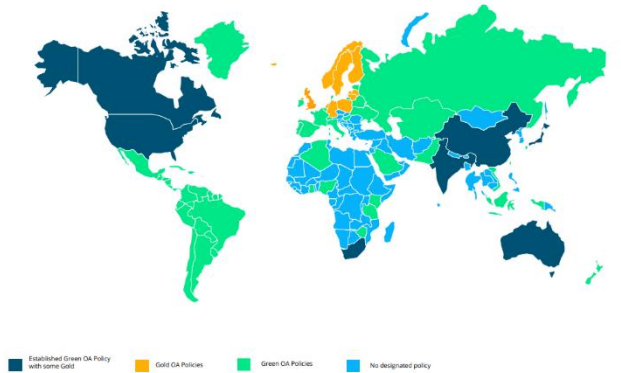 Established Green OA Policy
with some Gold
Gold OA Policies
Green OA Policies
No designated policy